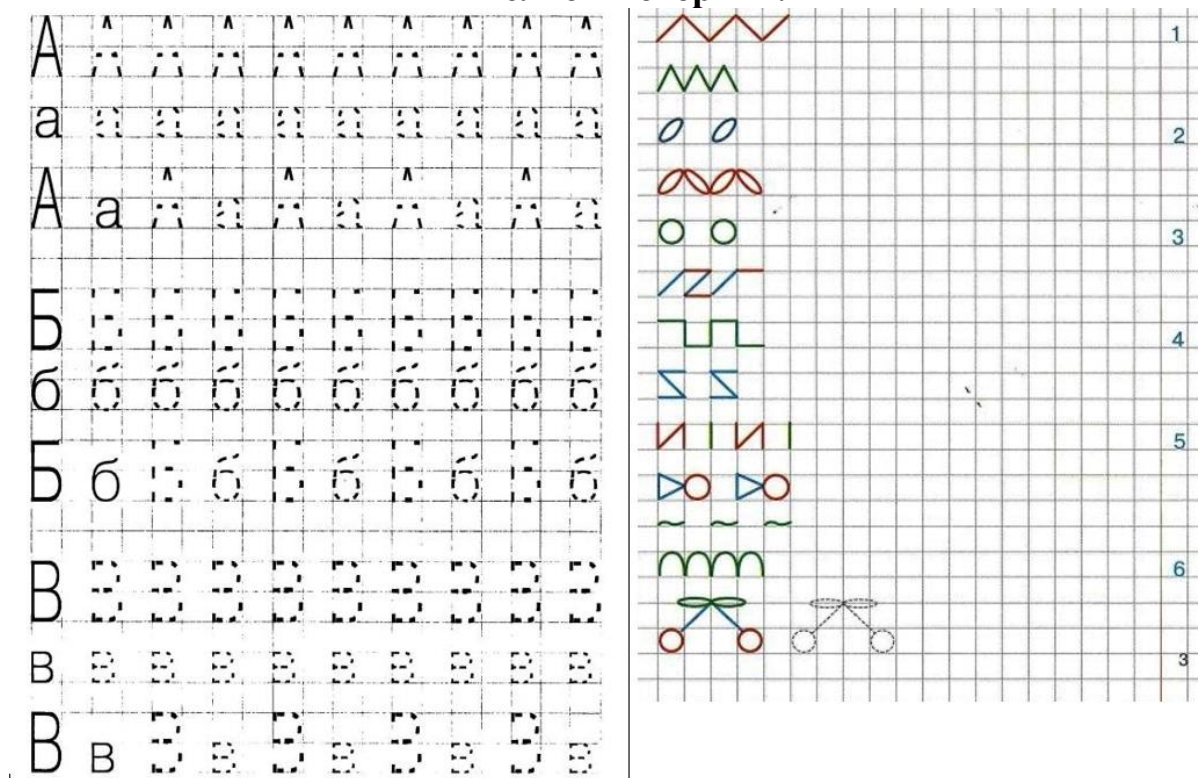 А А А А А А А А А А
а а а а а а а а а а
А а А а А а А а А а
Б Б Б Б Б Б Б Б Б Б
б б б б б б б б б б
Б б Б б Б б Б б Б б
В В В В В В В В В В
в в в в в в в в в в
В в В в В в В в В в
1
2
3
4
5
6
3